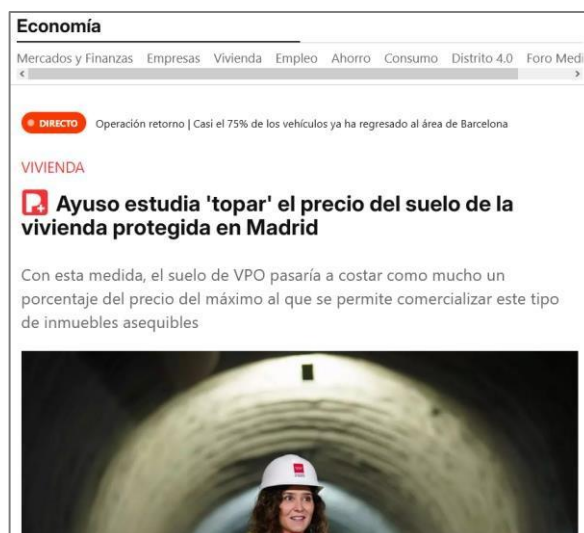 Economía
Mercados y Finanzas Empresas Vivienda Empleo Ahorro Consumo Distrito 4.0 Foro Medi
DIRECTO Operación retorno | Casi el 75% de los vehículos ya ha regresado al área de Barcelona
VIVIENDA
P+ Ayuso estudia 'topar' el precio del suelo de la
vivienda protegida en Madrid
Con esta medida, el suelo de VPO pasaría a costar como mucho un
porcentaje del precio del máximo al que se permite comercializar este tipo
de inmuebles asequibles